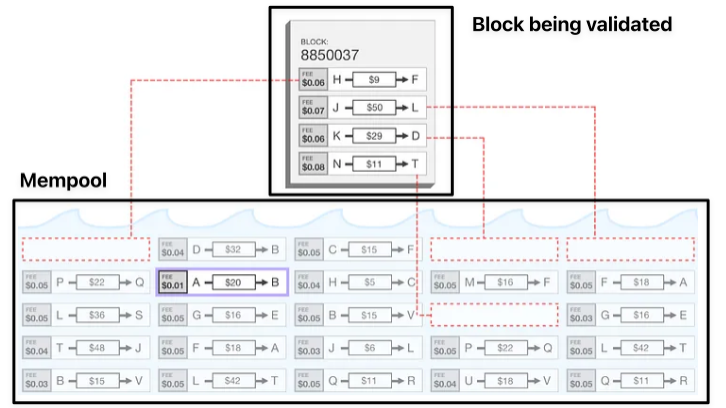 Block being validated
BLOCK:
8850037
FEE $0.06 H $9 F
FEE $0.07 J $50 L
FEE $0.06 K $29 D
FEE $0.08 N $11 T
Mempool
FEE $0.04 D $32 B
FEE $0.05 C $15 F
FEE $0.05 P $22 Q
FEE $0.01 A $20 B
FEE $0.04 H $5 C
FEE $0.05 M $16 F
FEE $0.05 F $18 A
FEE $0.05 L $36 S
FEE $0.05 G $16 E
FEE $0.05 B $15 V
FEE $0.03 G $16 E
FEE $0.04 T $48 J
FEE $0.05 F $18 A
FEE $0.03 J $6 L
FEE $0.05 P $22 Q
FEE $0.05 L $42 T
FEE $0.03 B $15 V
FEE $0.05 L $42 T
FEE $0.05 Q $11 R
FEE $0.04 U $18 V
FEE $0.05 Q $11 R